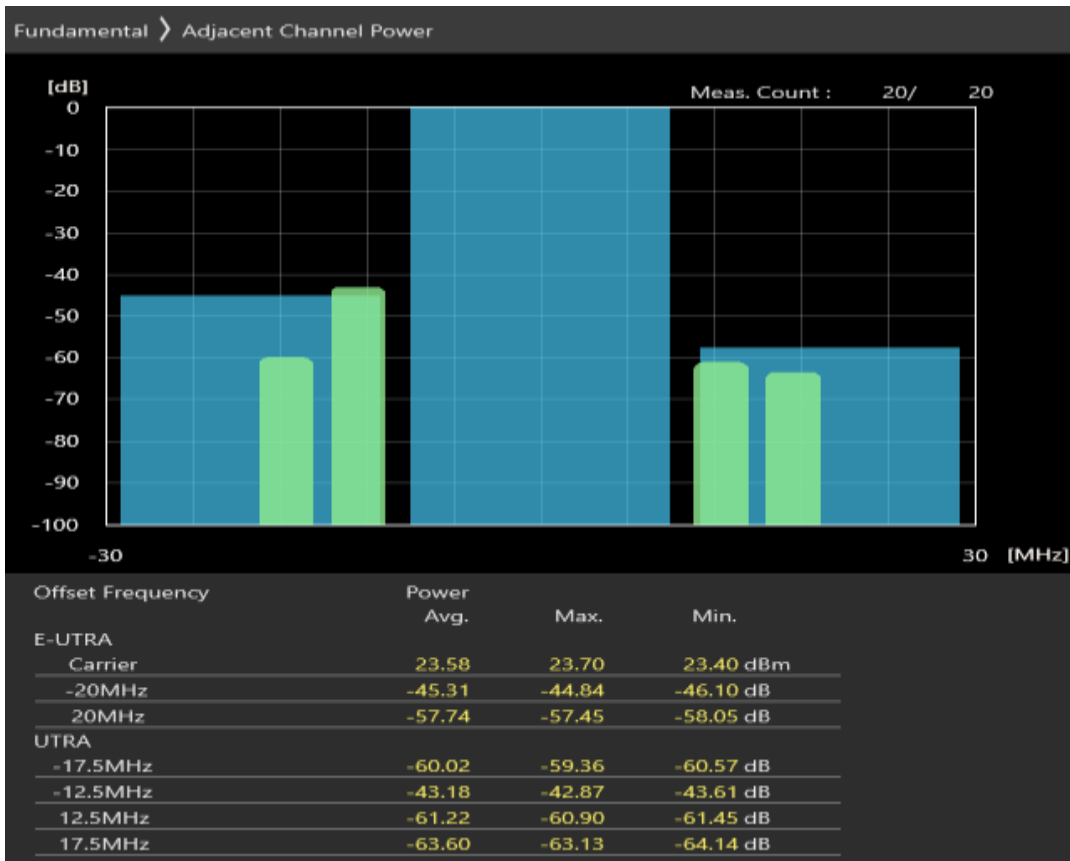 Fundamental ❭ Adjacent Channel Power
[dB]
Meas. Count : 20/ 20
0
-10
-20
-30
-40
-50
-60
-70
-80
-90
-100
-30 30 [MHz]
Offset Frequency Power
Avg. Max. Min.
E-UTRA
Carrier 23.58 23.70 23.40 dBm
-20MHz -45.31 -44.84 -46.10 dB
20MHz -57.74 -57.45 -58.05 dB
UTRA
-17.5MHz -60.02 -59.36 -60.57 dB
-12.5MHz -43.18 -42.87 -43.61 dB
12.5MHz -61.22 -60.90 -61.45 dB
17.5MHz -63.60 -63.13 -64.14 dB